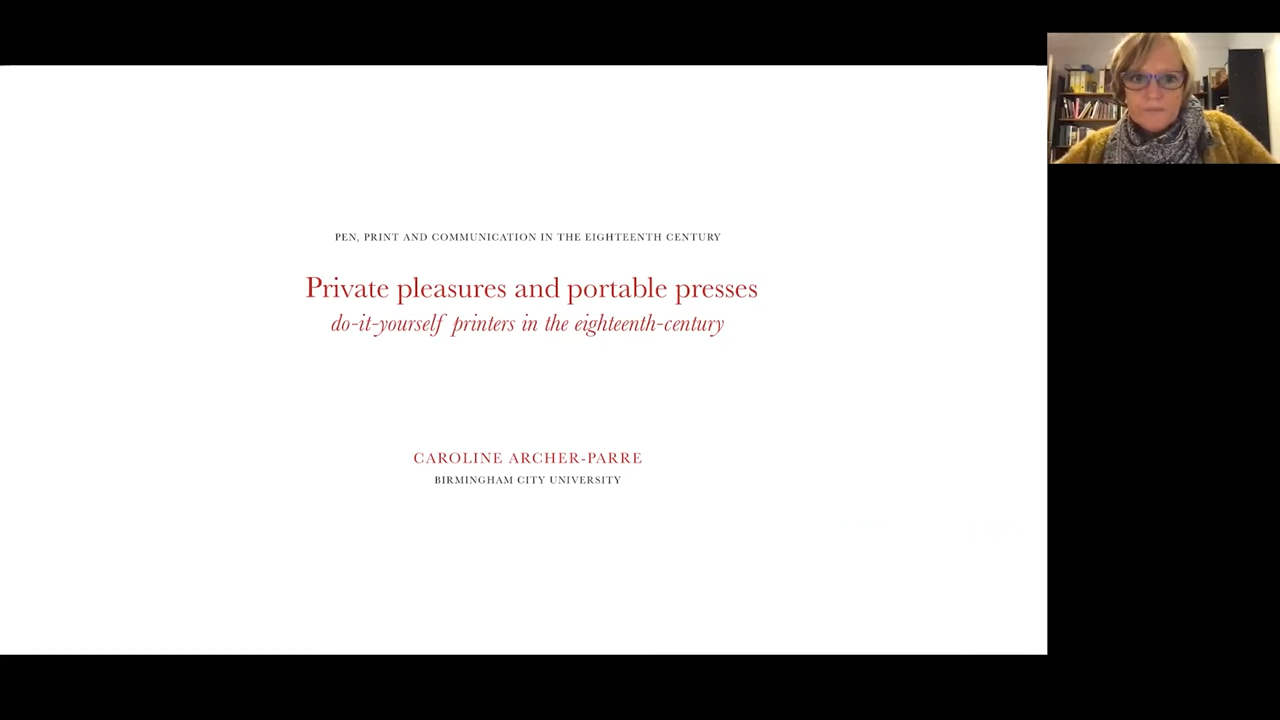 PEN, PRINT AND COMMUNICATION IN THE EIGHTEENTH CENTURY
Private pleasures and portable presses
do-it-yourself printers in the eighteenth-century
CAROLINE ARCHER-PARRE
BIRMINGHAM CITY UNIVERSITY